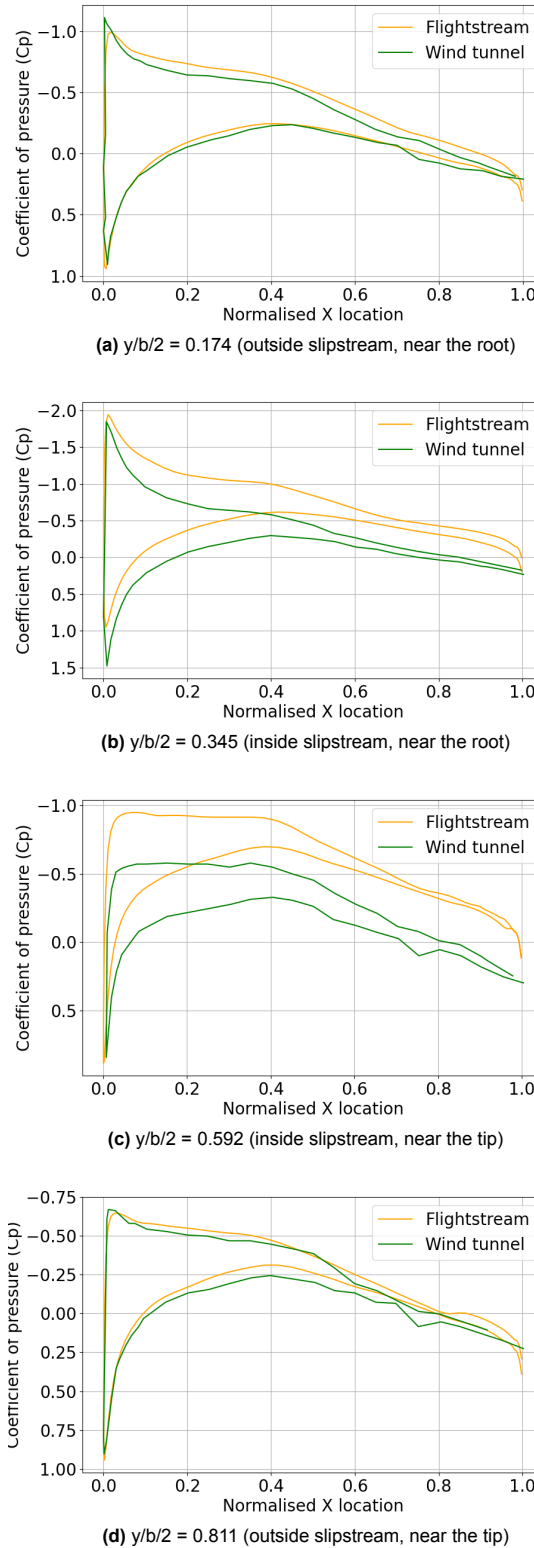 −1.0
−0.5
0.0
0.5
1.0
Coefficient of pressure (Cp)
Flightstream
Wind tunnel
0.0 0.2 0.4 0.6 0.8 1.0
Normalised X location
(a) y/b/2 = 0.174 (outside slipstream, near the root)
−2.0
−1.5
−1.0
−0.5
0.0
0.5
1.0
1.5
Coefficient of pressure (Cp)
Flightstream
Wind tunnel
0.0 0.2 0.4 0.6 0.8 1.0
Normalised X location
(b) y/b/2 = 0.345 (inside slipstream, near the root)
−1.0
−0.5
0.0
0.5
Coefficient of pressure (Cp)
Flightstream
Wind tunnel
0.0 0.2 0.4 0.6 0.8 1.0
Normalised X location
(c) y/b/2 = 0.592 (inside slipstream, near the tip)
−0.75
−0.50
−0.25
0.00
0.25
0.50
0.75
1.00
Coefficient of pressure (Cp)
Flightstream
Wind tunnel
0.0 0.2 0.4 0.6 0.8 1.0
Normalised X location
(d) y/b/2 = 0.811 (outside slipstream, near the tip)